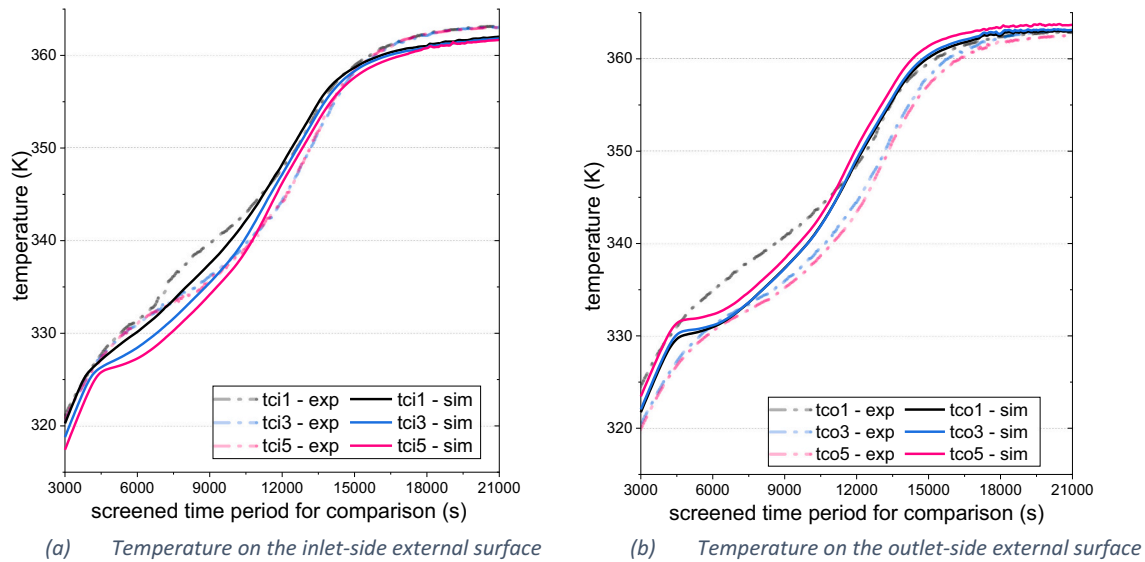 360
350
340
330
320
temperature (K)
tci1 - exp tci1 - sim
tci3 - exp tci3 - sim
tci5 - exp tci5 - sim
3000 6000 9000 12000 15000 18000 21000
screened time period for comparison (s)
(a) Temperature on the inlet-side external surface
360
350
340
330
320
temperature (K)
tco1 - exp tco1 - sim
tco3 - exp tco3 - sim
tco5 - exp tco5 - sim
3000 6000 9000 12000 15000 18000 21000
screened time period for comparison (s)
(b) Temperature on the outlet-side external surface